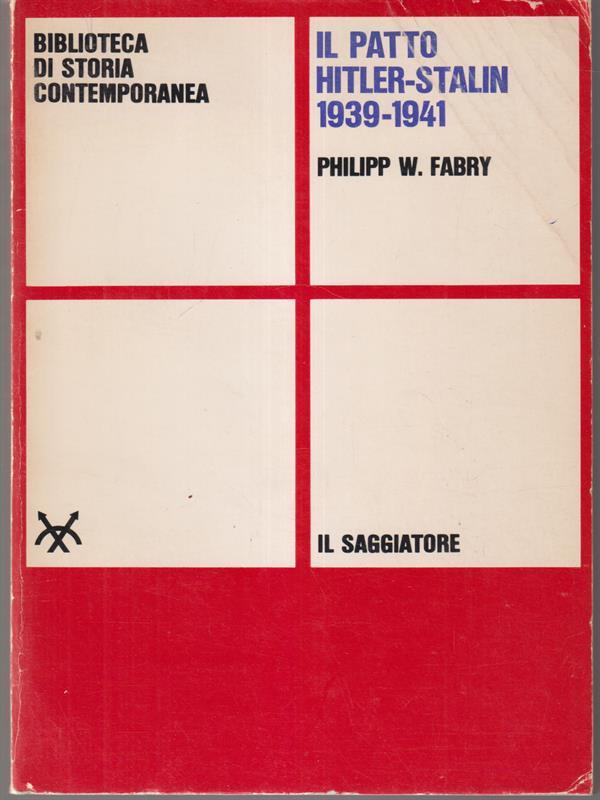 BIBLIOTECA
DI STORIA
CONTEMPORANEA
IL PATTO
HITLER-STALIN
1939-1941
PHILIPP W. FABRY
IL SAGGIATORE